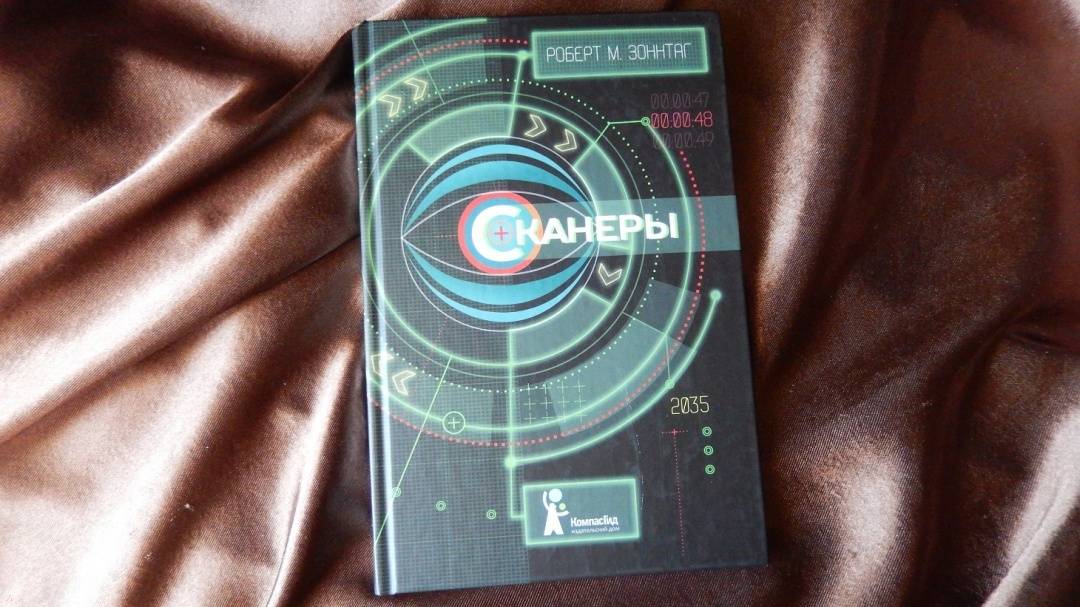 РОБЕРТ М. ЗОННТАГ
00:00:47
00:00:48
00:00:49
СКАНЕРЫ
2035
КомпасГид
издательский дом